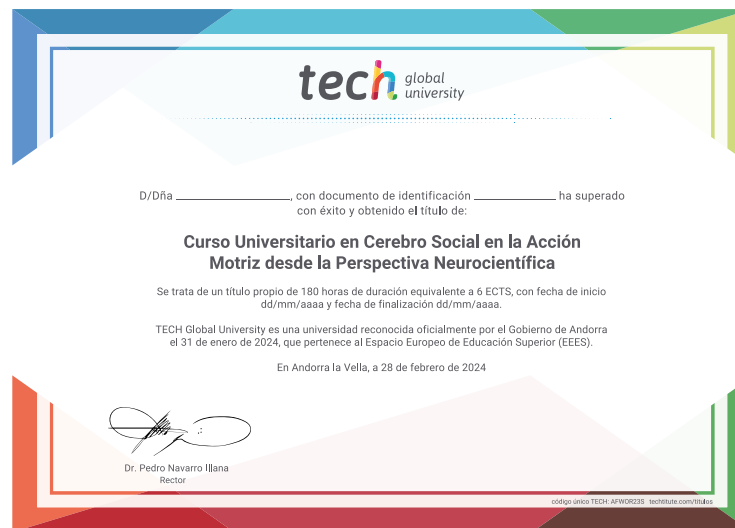 tech global
university
D/Dña ____________________, con documento de identificación ______________ ha superado
con éxito y obtenido el título de:
Curso Universitario en Cerebro Social en la Acción
Motriz desde la Perspectiva Neurocientífica
Se trata de un título propio de 180 horas de duración equivalente a 6 ECTS, con fecha de inicio
dd/mm/aaaa y fecha de finalización dd/mm/aaaa.
TECH Global University es una universidad reconocida oficialmente por el Gobierno de Andorra
el 31 de enero de 2024, que pertenece al Espacio Europeo de Educación Superior (EEES).
En Andorra la Vella, a 28 de febrero de 2024
Dr. Pedro Navarro Illana
Rector
código único TECH: AFWOR235 techtitute.com/titulos